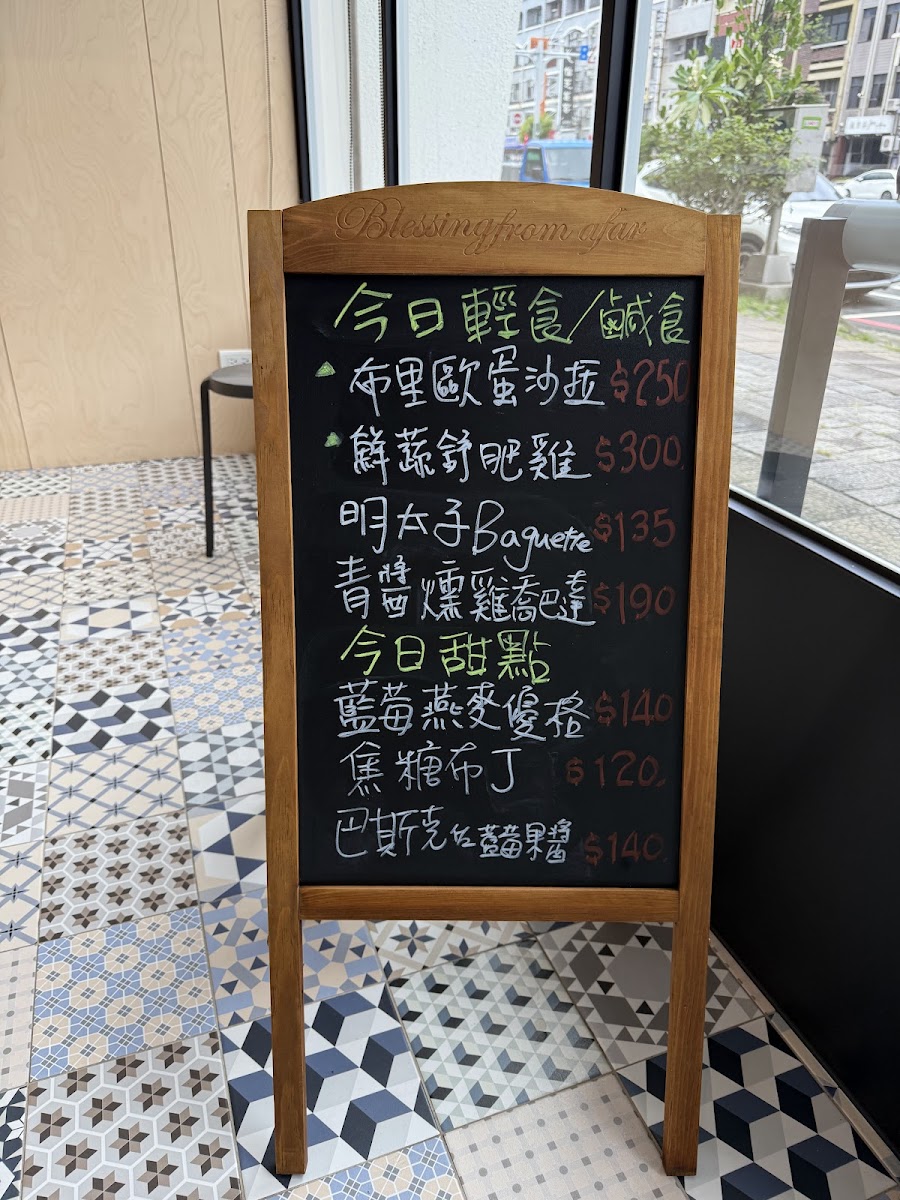 Blessing from afar
今日輕食/鹹食
布里歐蛋沙拉 $250
鮮蔬舒肥雞 $300
明太子Baguette $135
青醬燻雞喬巴達 $190
今日甜點
藍莓燕麥優格 $140
焦糖布丁 $120
巴斯克佐藍莓果醬 $140